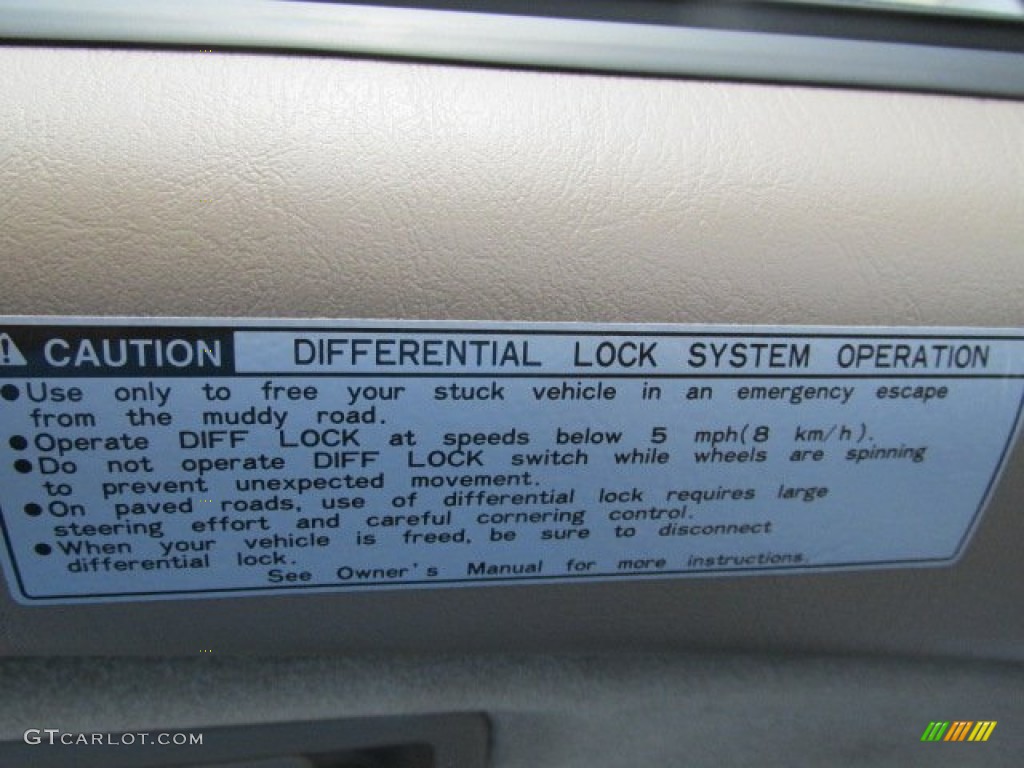 CAUTION DIFFERENTIAL LOCK SYSTEM OPERATION
●Use only to free your stuck vehicle in an emergency escape
from the muddy road.
●Operate DIFF LOCK at speeds below 5 mph(8 km/h).
●Do not operate DIFF LOCK switch while wheels are spinning
to prevent unexpected movement.
●On paved roads, use of differential lock requires large
steering effort and careful cornering control.
●When your vehicle is freed, be sure to disconnect
differential lock.
See Owner's Manual for more instructions.
GTCARLOT.COM